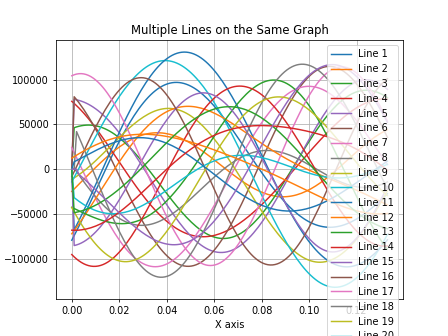 Multiple Lines on the Same Graph
100000
50000
0
−50000
−100000
0.00 0.02 0.04 0.06 0.08 0.10
X axis
Line 1
Line 2
Line 3
Line 4
Line 5
Line 6
Line 7
Line 8
Line 9
Line 10
Line 11
Line 12
Line 13
Line 14
Line 15
Line 16
Line 17
Line 18
Line 19
Line 20